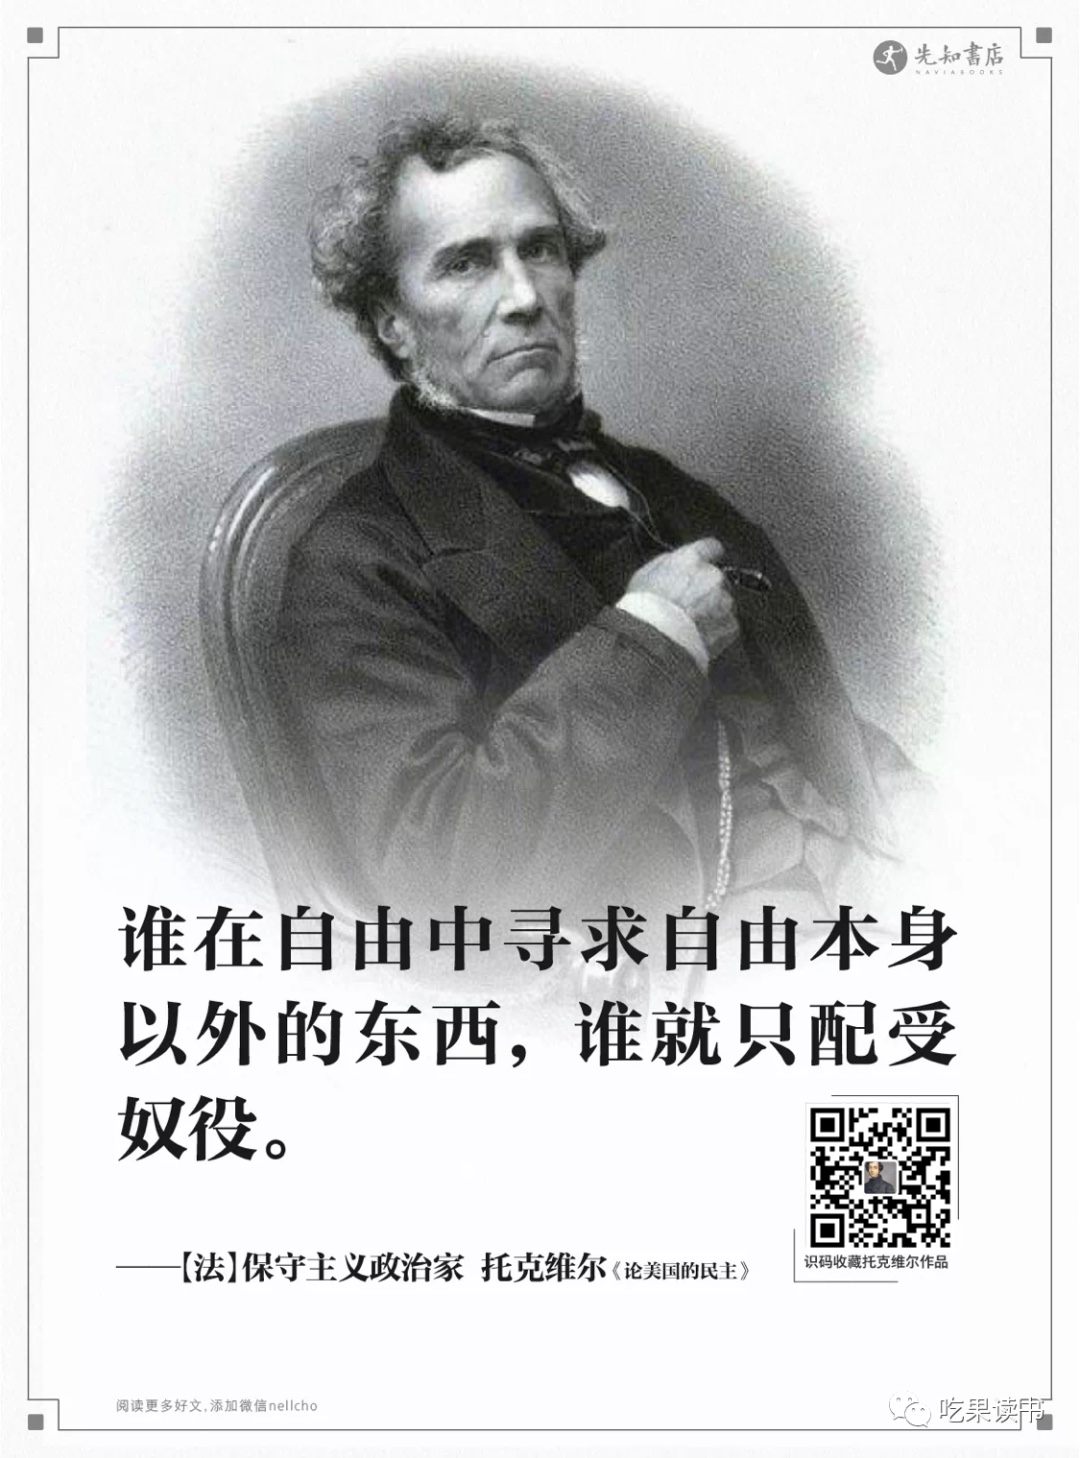 先知書店
NAVIABOOKS
谁在自由中寻求自由本身
以外的东西，谁就只配受
奴役。
——【法】保守主义政治家 托克维尔《论美国的民主》
识码收藏托克维尔作品
阅读更多好文,添加微信nellcho
吃果读书